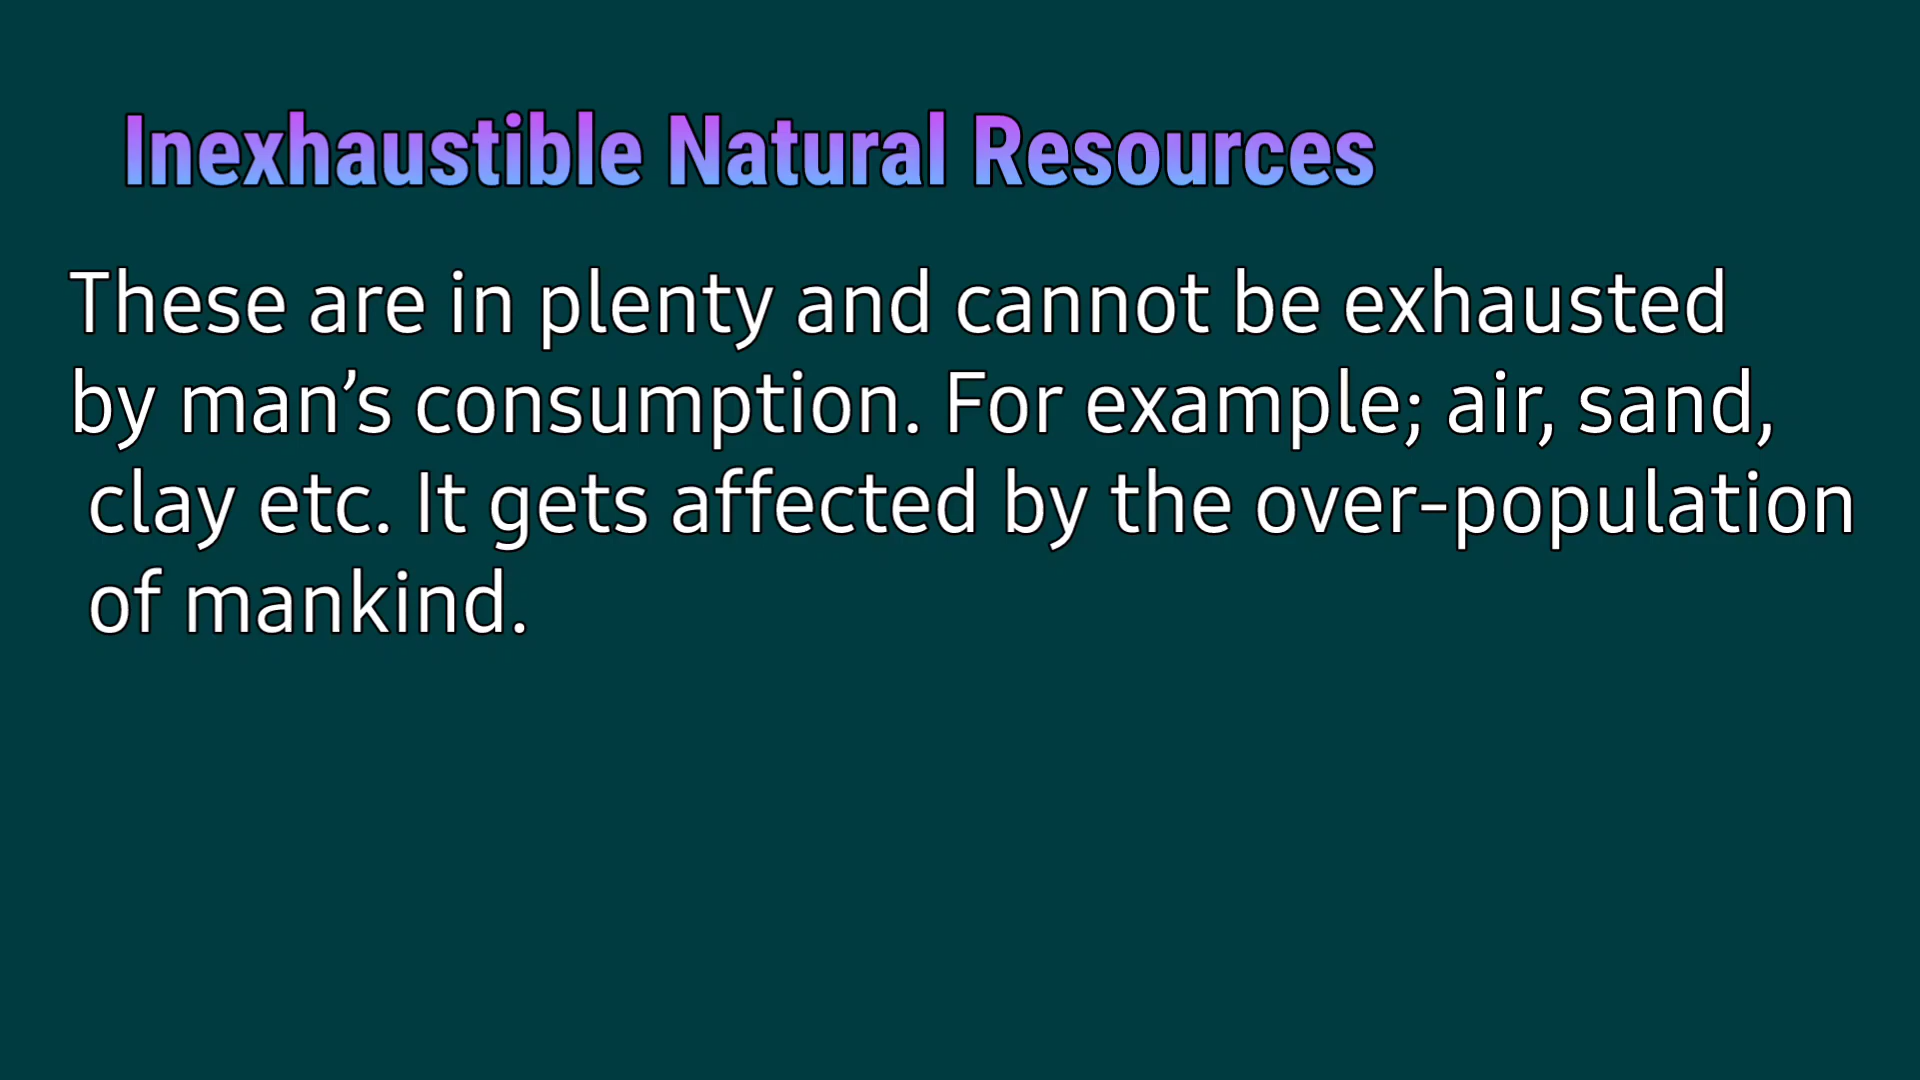 Inexhaustible Natural Resources
These are in plenty and cannot be exhausted
by man’s consumption. For example; air, sand,
clay etc. It gets affected by the over-population
of mankind.